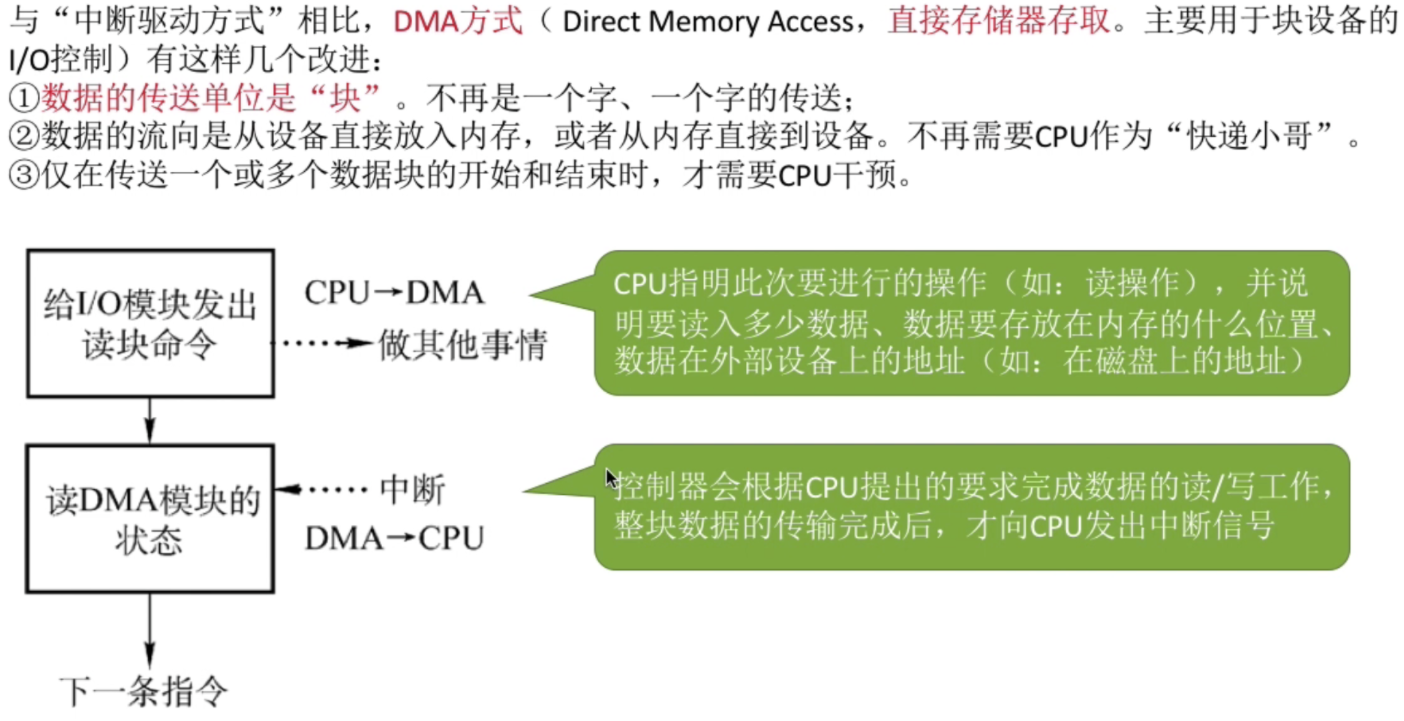 与“中断驱动方式”相比，DMA方式（ Direct Memory Access，直接存储器存取。主要用于块设备的
I/O控制）有这样几个改进：
①数据的传送单位是“块”。不再是一个字、一个字的传送；
②数据的流向是从设备直接放入内存，或者从内存直接到设备。不再需要CPU作为“快递小哥”。
③仅在传送一个或多个数据块的开始和结束时，才需要CPU干预。
给I/O模块发出
读块命令
CPU→DMA
做其他事情
CPU指明此次要进行的操作（如：读操作），并说
明要读入多少数据、数据要存放在内存的什么位置、
数据在外部设备上的地址（如：在磁盘上的地址）
读DMA模块的
状态
中断
DMA→CPU
控制器会根据CPU提出的要求完成数据的读/写工作，
整块数据的传输完成后，才向CPU发出中断信号
下一条指令